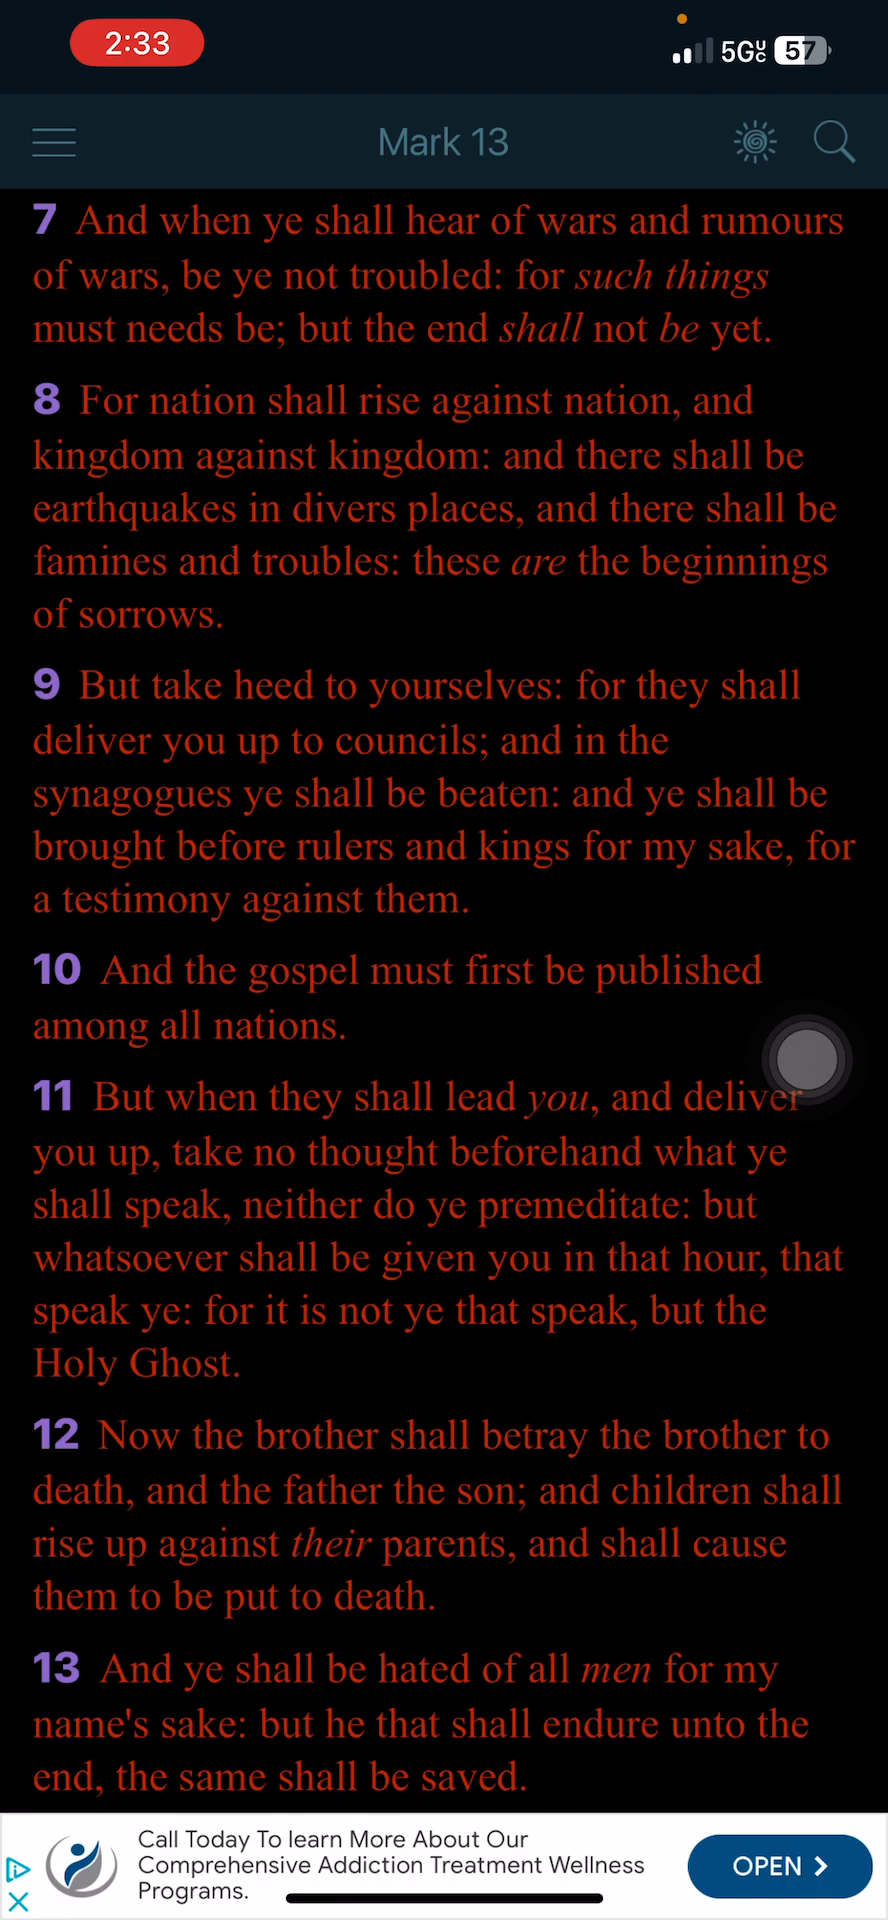 2:33
5G UC 57
Mark 13
7 And when ye shall hear of wars and rumours
of wars, be ye not troubled: for such things
must needs be; but the end shall not be yet.
8 For nation shall rise against nation, and
kingdom against kingdom: and there shall be
earthquakes in divers places, and there shall be
famines and troubles: these are the beginnings
of sorrows.
9 But take heed to yourselves: for they shall
deliver you up to councils; and in the
synagogues ye shall be beaten: and ye shall be
brought before rulers and kings for my sake, for
a testimony against them.
10 And the gospel must first be published
among all nations.
11 But when they shall lead you, and deliver
you up, take no thought beforehand what ye
shall speak, neither do ye premeditate: but
whatsoever shall be given you in that hour, that
speak ye: for it is not ye that speak, but the
Holy Ghost.
12 Now the brother shall betray the brother to
death, and the father the son; and children shall
rise up against their parents, and shall cause
them to be put to death.
13 And ye shall be hated of all men for my
name's sake: but he that shall endure unto the
end, the same shall be saved.
Call Today To learn More About Our
Comprehensive Addiction Treatment Wellness
Programs.
OPEN